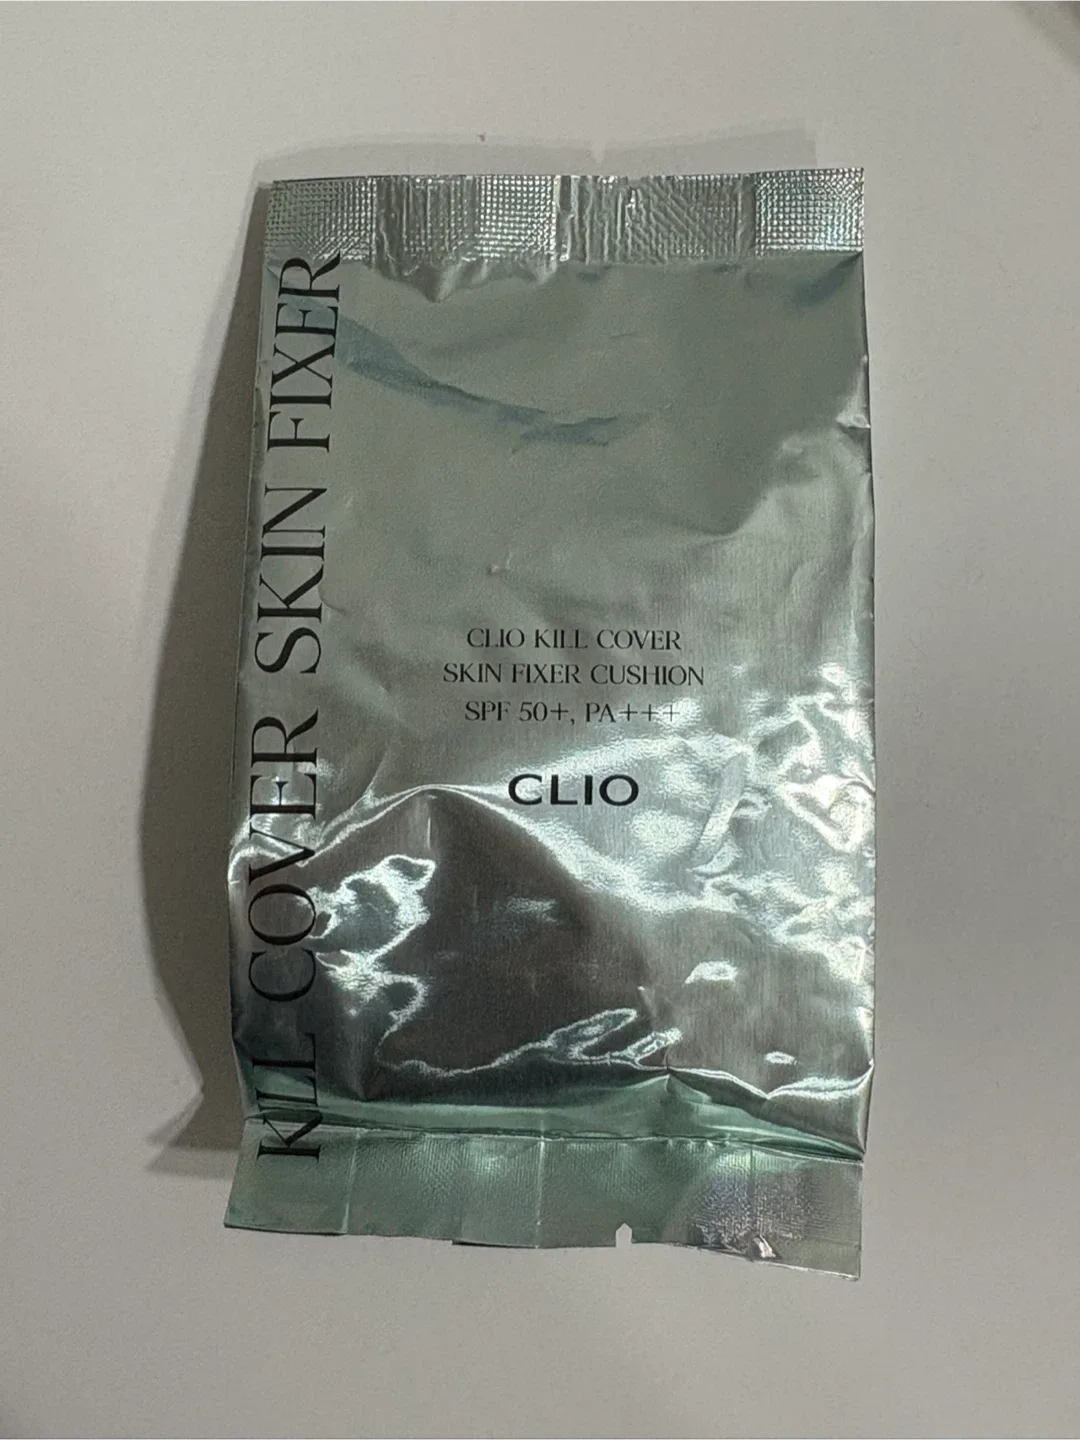 KILL COVER SKIN FIXER
CLIO KILL COVER
SKIN FIXER CUSHION
SPF 50+, PA+++
CLIO